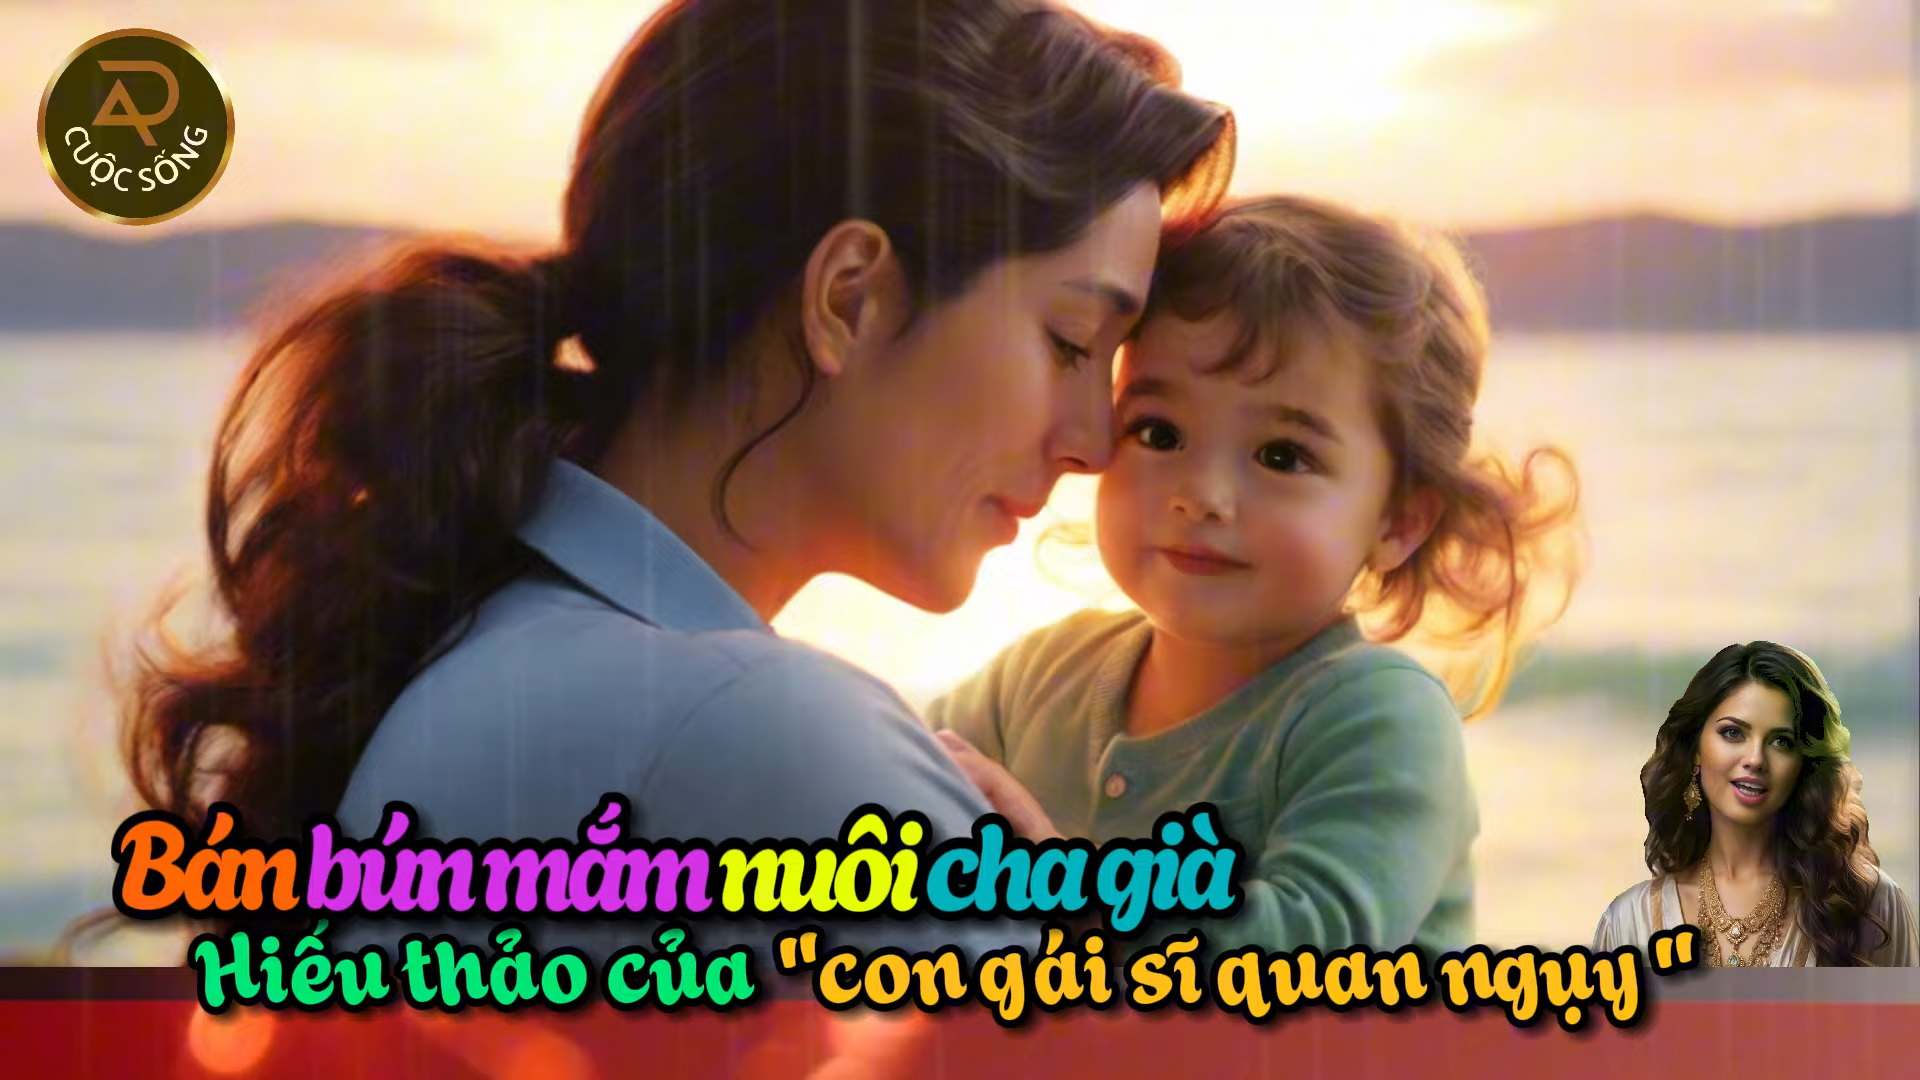 CUỘC SỐNG
Bán bún mắm nuôi cha già
Hiếu thảo của "con gái sĩ quan ngụy"